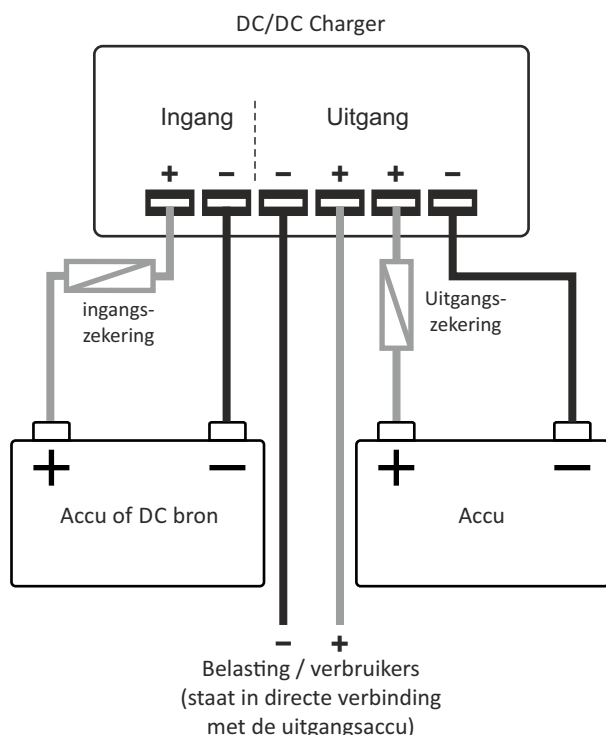 DC/DC Charger
Ingang
Uitgang
+ − − + + −
ingangs-
zekering
Uitgangs-
zekering
+ −
Accu of DC bron
+ −
Accu
− +
Belasting / verbruikers
(staat in directe verbinding
met de uitgangsaccu)